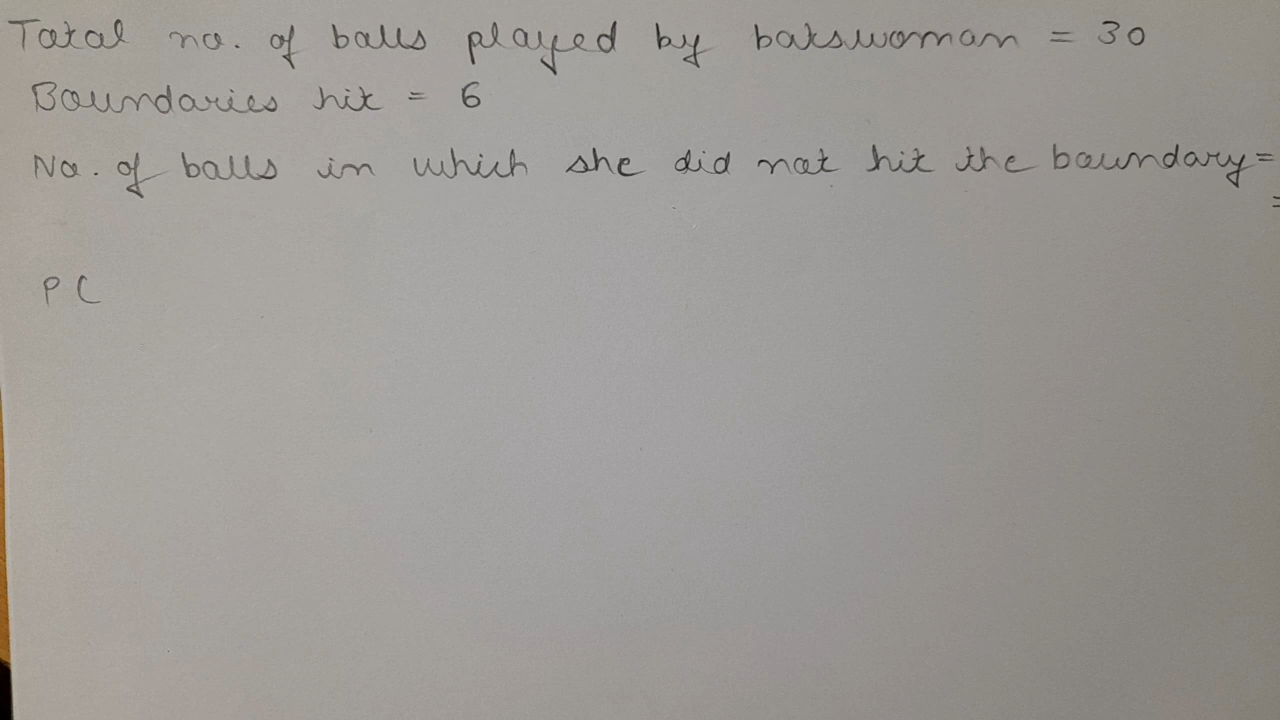 Total no. of balls played by batswoman = 30
Boundaries hit = 6
No. of balls in which she did not hit the boundary =
=
P C